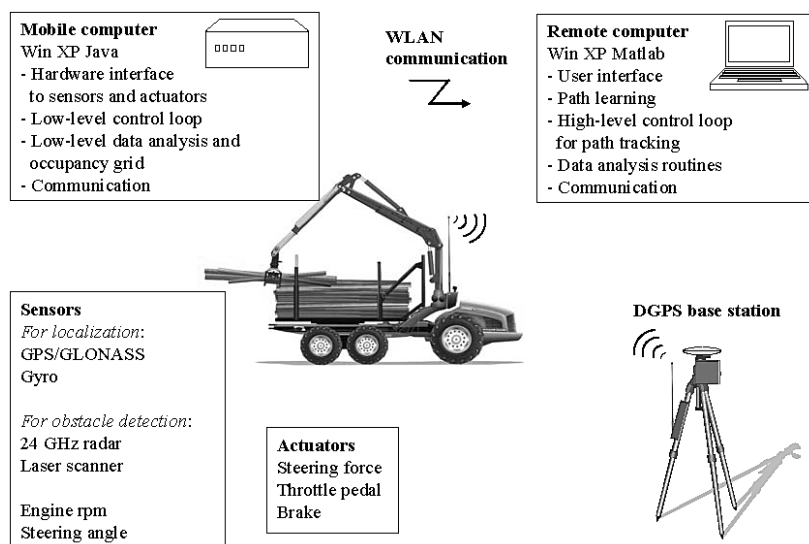 Mobile computer
Win XP Java
- Hardware interface
to sensors and actuators
- Low-level control loop
- Low-level data analysis and
occupancy grid
- Communication
WLAN
communication
Remote computer
Win XP Matlab
- User interface
- Path learning
- High-level control loop
for path tracking
- Data analysis routines
- Communication
Sensors
For localization:
GPS/GLONASS
Gyro
For obstacle detection:
24 GHz radar
Laser scanner
Engine rpm
Steering angle
Actuators
Steering force
Throttle pedal
Brake
DGPS base station